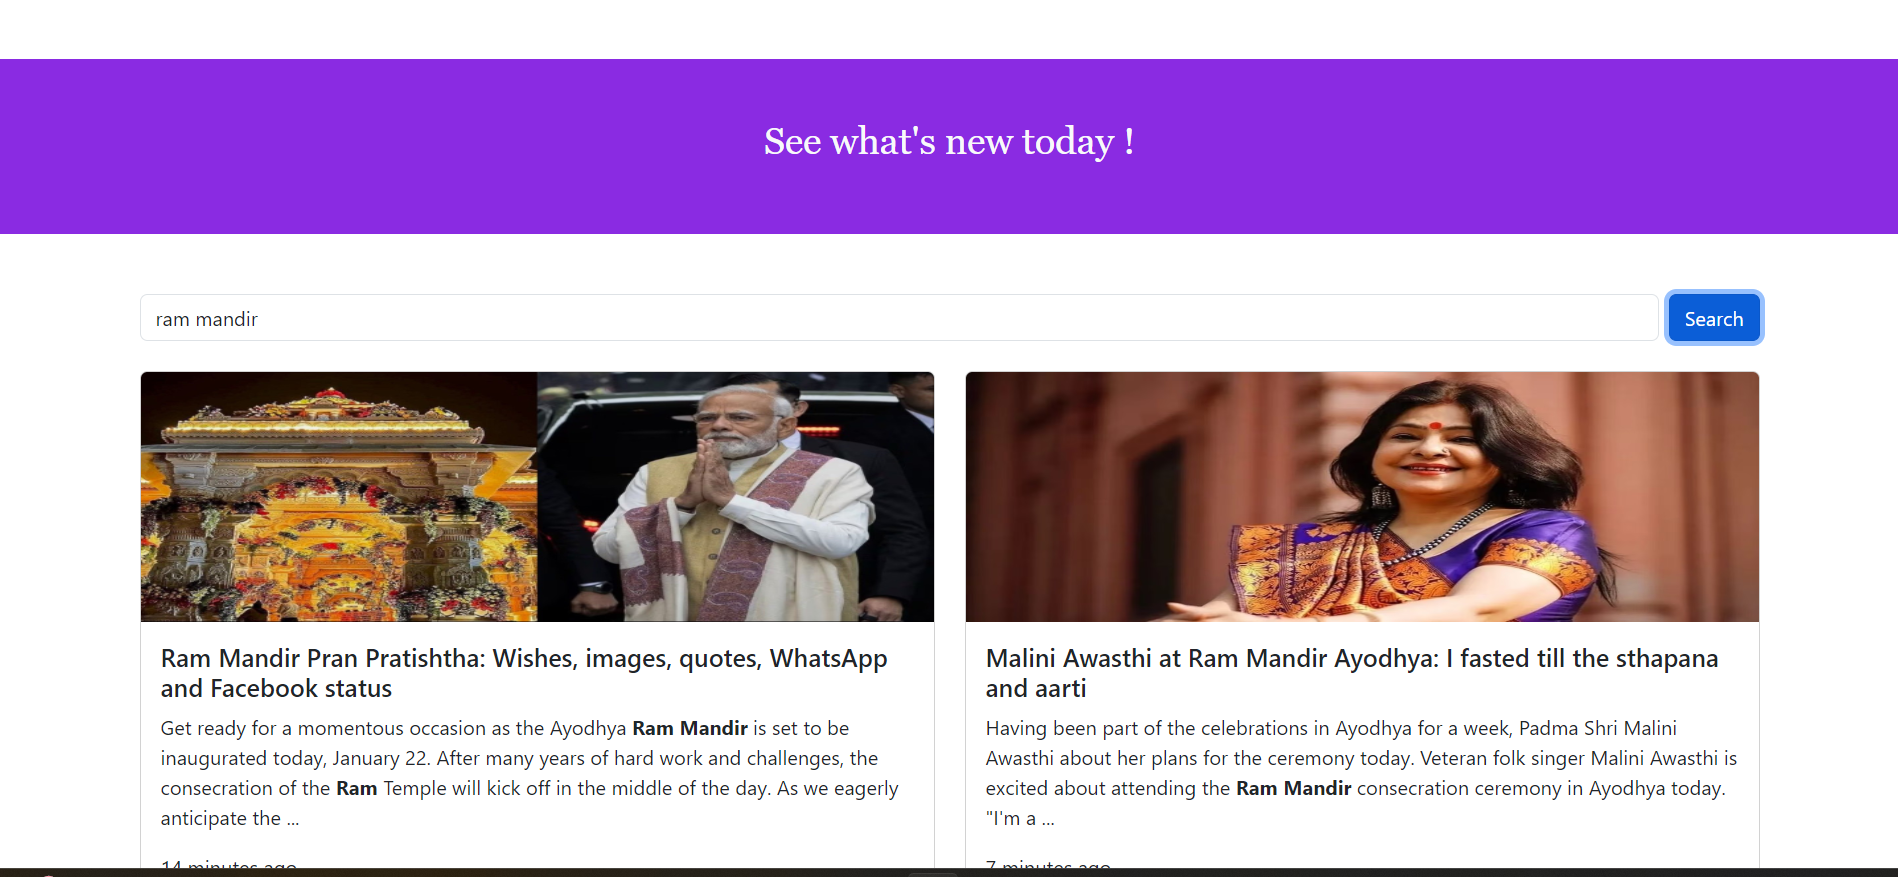 See what's new today !
ram mandir
Search
Ram Mandir Pran Pratishtha: Wishes, images, quotes, WhatsApp
and Facebook status
Get ready for a momentous occasion as the Ayodhya Ram Mandir is set to be
inaugurated today, January 22. After many years of hard work and challenges, the
consecration of the Ram Temple will kick off in the middle of the day. As we eagerly
anticipate the ...
14 minutes ago
Malini Awasthi at Ram Mandir Ayodhya: I fasted till the sthapana
and aarti
Having been part of the celebrations in Ayodhya for a week, Padma Shri Malini
Awasthi about her plans for the ceremony today. Veteran folk singer Malini Awasthi is
excited about attending the Ram Mandir consecration ceremony in Ayodhya today.
"I'm a ...
7 minutes ago